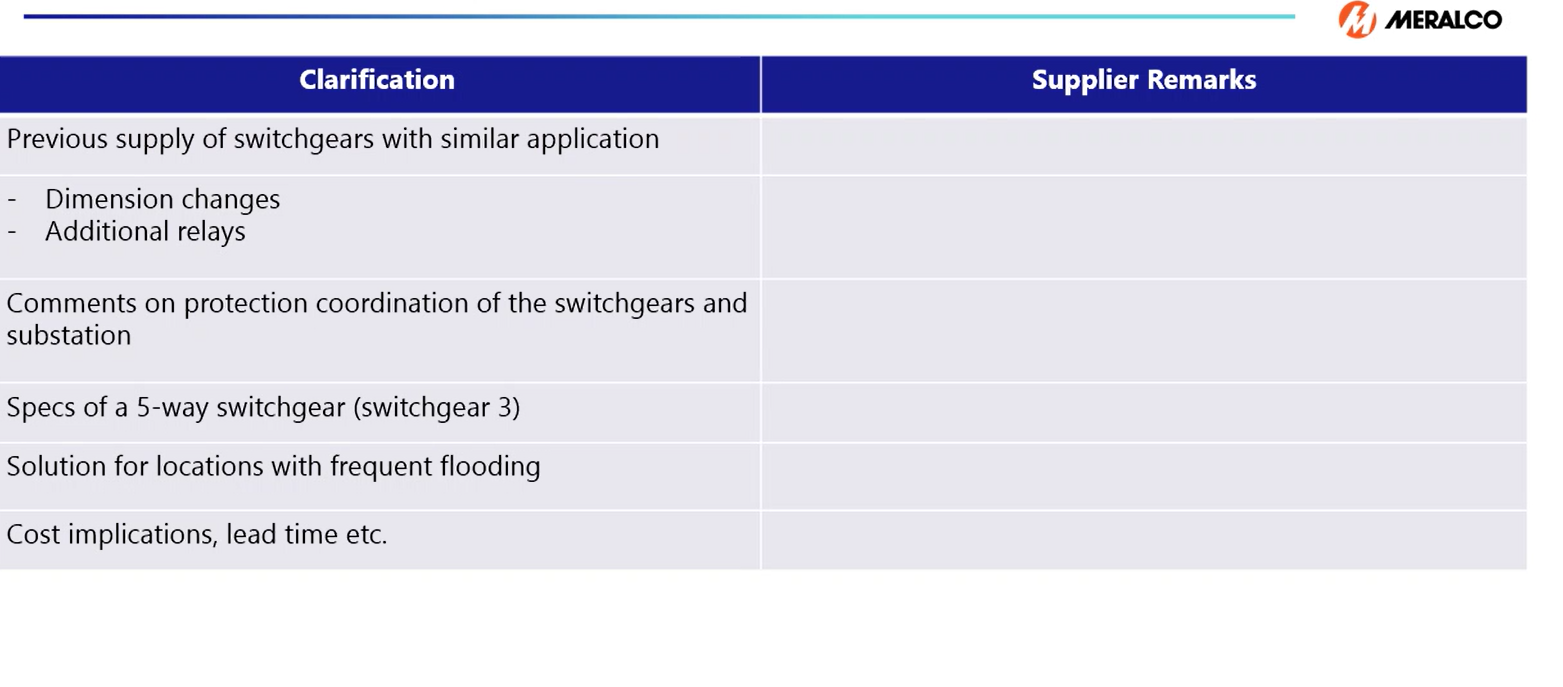 MERALCO
Clarification
Supplier Remarks
Previous supply of switchgears with similar application
- Dimension changes
- Additional relays
Comments on protection coordination of the switchgears and
substation
Specs of a 5-way switchgear (switchgear 3)
Solution for locations with frequent flooding
Cost implications, lead time etc.